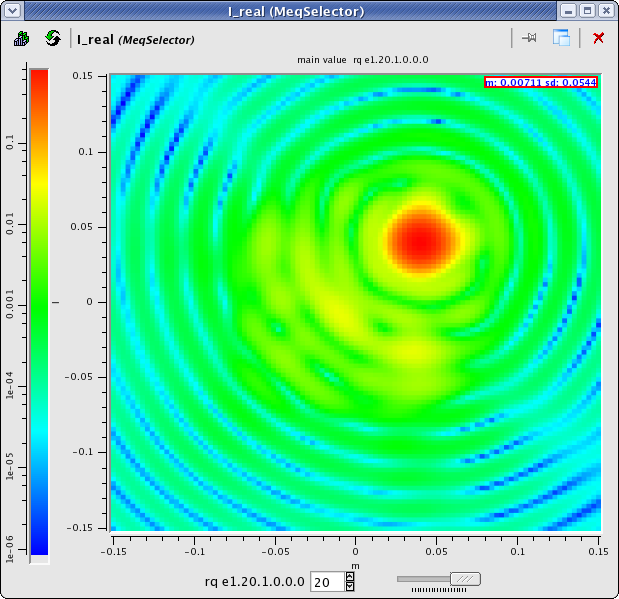 I_real (MeqSelector)
I_real (MeqSelector)
main value rq e1.20.1.0.0.0
m: 0.00711 sd: 0.0544
0.1
0.01
0.001
1e-04
1e-05
1e-06
0.15
0.1
0.05
0
-0.05
-0.1
-0.15
-0.15 -0.1 -0.05 0 0.05 0.1 0.15
m
rq e1.20.1.0.0.0 20